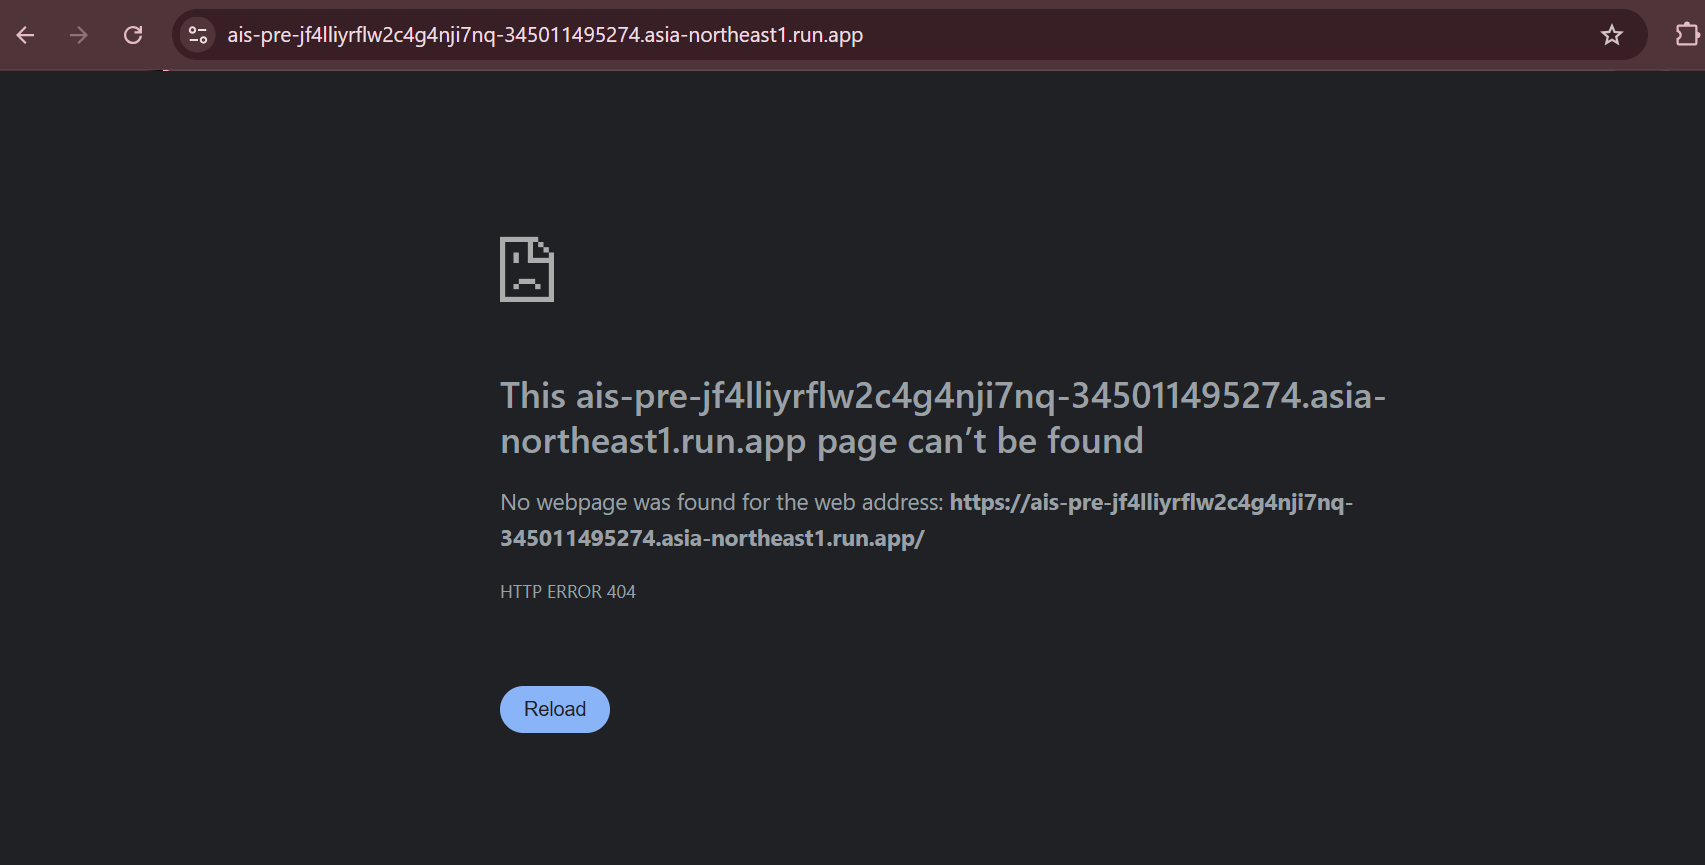 ais-pre-jf4lliyrflw2c4g4nji7nq-345011495274.asia-northeast1.run.app
This ais-pre-jf4lliyrflw2c4g4nji7nq-345011495274.asia-
northeast1.run.app page can’t be found
No webpage was found for the web address: https://ais-pre-jf4lliyrflw2c4g4nji7nq-
345011495274.asia-northeast1.run.app/
HTTP ERROR 404
Reload